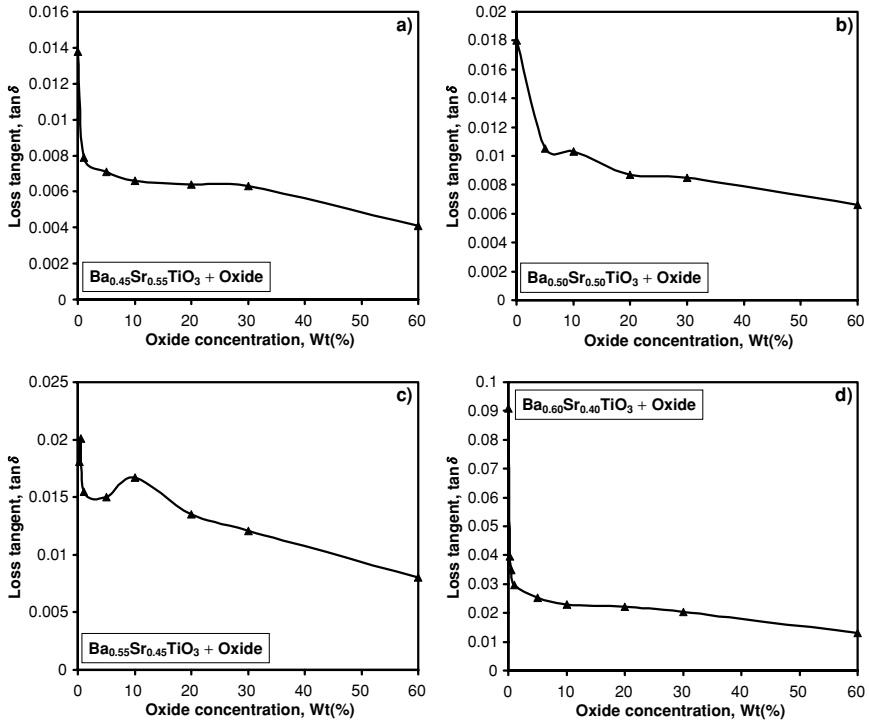 a)
Loss tangent, tanδ
0.016
0.014
0.012
0.01
0.008
0.006
0.004
0.002
0
Ba₀.₄₅Sr₀.₅₅TiO₃ + Oxide
0 10 20 30 40 50 60
Oxide concentration, Wt(%)
b)
Loss tangent, tanδ
0.02
0.018
0.016
0.014
0.012
0.01
0.008
0.006
0.004
0.002
0
Ba₀.₅₀Sr₀.₅₀TiO₃ + Oxide
0 10 20 30 40 50 60
Oxide concentration, Wt(%)
c)
Loss tangent, tanδ
0.025
0.02
0.015
0.01
0.005
0
Ba₀.₅₅Sr₀.₄₅TiO₃ + Oxide
0 10 20 30 40 50 60
Oxide concentration, Wt(%)
d)
Ba₀.₆₀Sr₀.₄₀TiO₃ + Oxide
Loss tangent, tanδ
0.1
0.09
0.08
0.07
0.06
0.05
0.04
0.03
0.02
0.01
0
0 10 20 30 40 50 60
Oxide concentration, Wt(%)